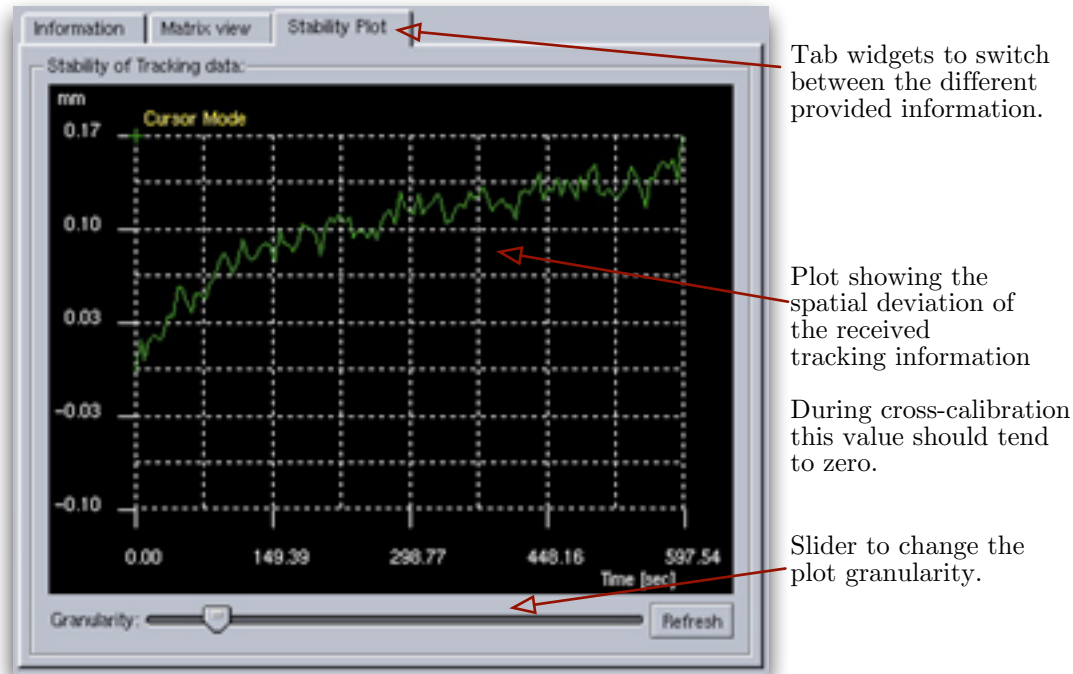 Information
Matrix view
Stability Plot
Stability of Tracking data:
mm
Cursor Mode
0.17
0.10
0.03
-0.03
-0.10
0.00
149.39
298.77
448.16
597.54
Time [sec]
Granularity:
Refresh
Tab widgets to switch
between the different
provided information.
Plot showing the
spatial deviation of
the received
tracking information
During cross-calibration
this value should tend
to zero.
Slider to change the
plot granularity.